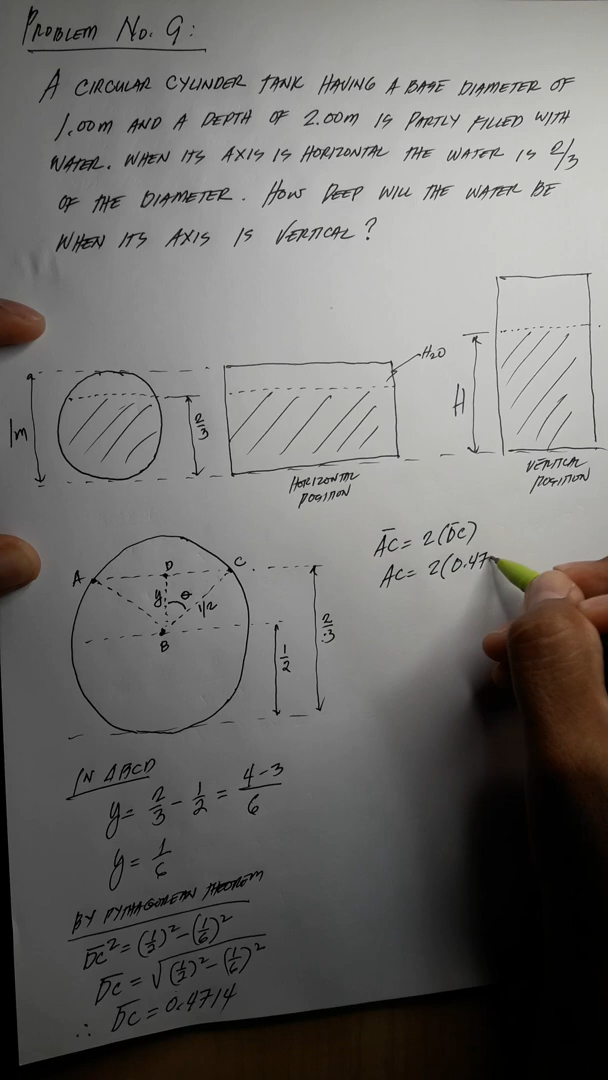 PROBLEM No. 9:
A CIRCULAR CYLINDER TANK HAVING A BASE DIAMETER OF
1.00m AND A DEPTH OF 2.00m IS PARTLY FILLED WITH
WATER. WHEN ITS AXIS IS HORIZONTAL THE WATER IS 2/3
OF THE DIAMETER. HOW DEEP WILL THE WATER BE
WHEN ITS AXIS IS VERTICAL?
H2O
1m
2/3
H
HORIZONTAL
POSITION
VERTICAL
POSITION
A D C
y θ 1/2
B
1/2
2/3
AC = 2(DC)
AC = 2(0.47
IN ΔBCD
y = 2/3 - 1/2 = 4-3/6
y = 1/6
BY PYTHAGOREAN THEOREM
DC² = (1/2)² - (1/6)²
DC = √(1/2)² - (1/6)²
∴ DC = 0.4714